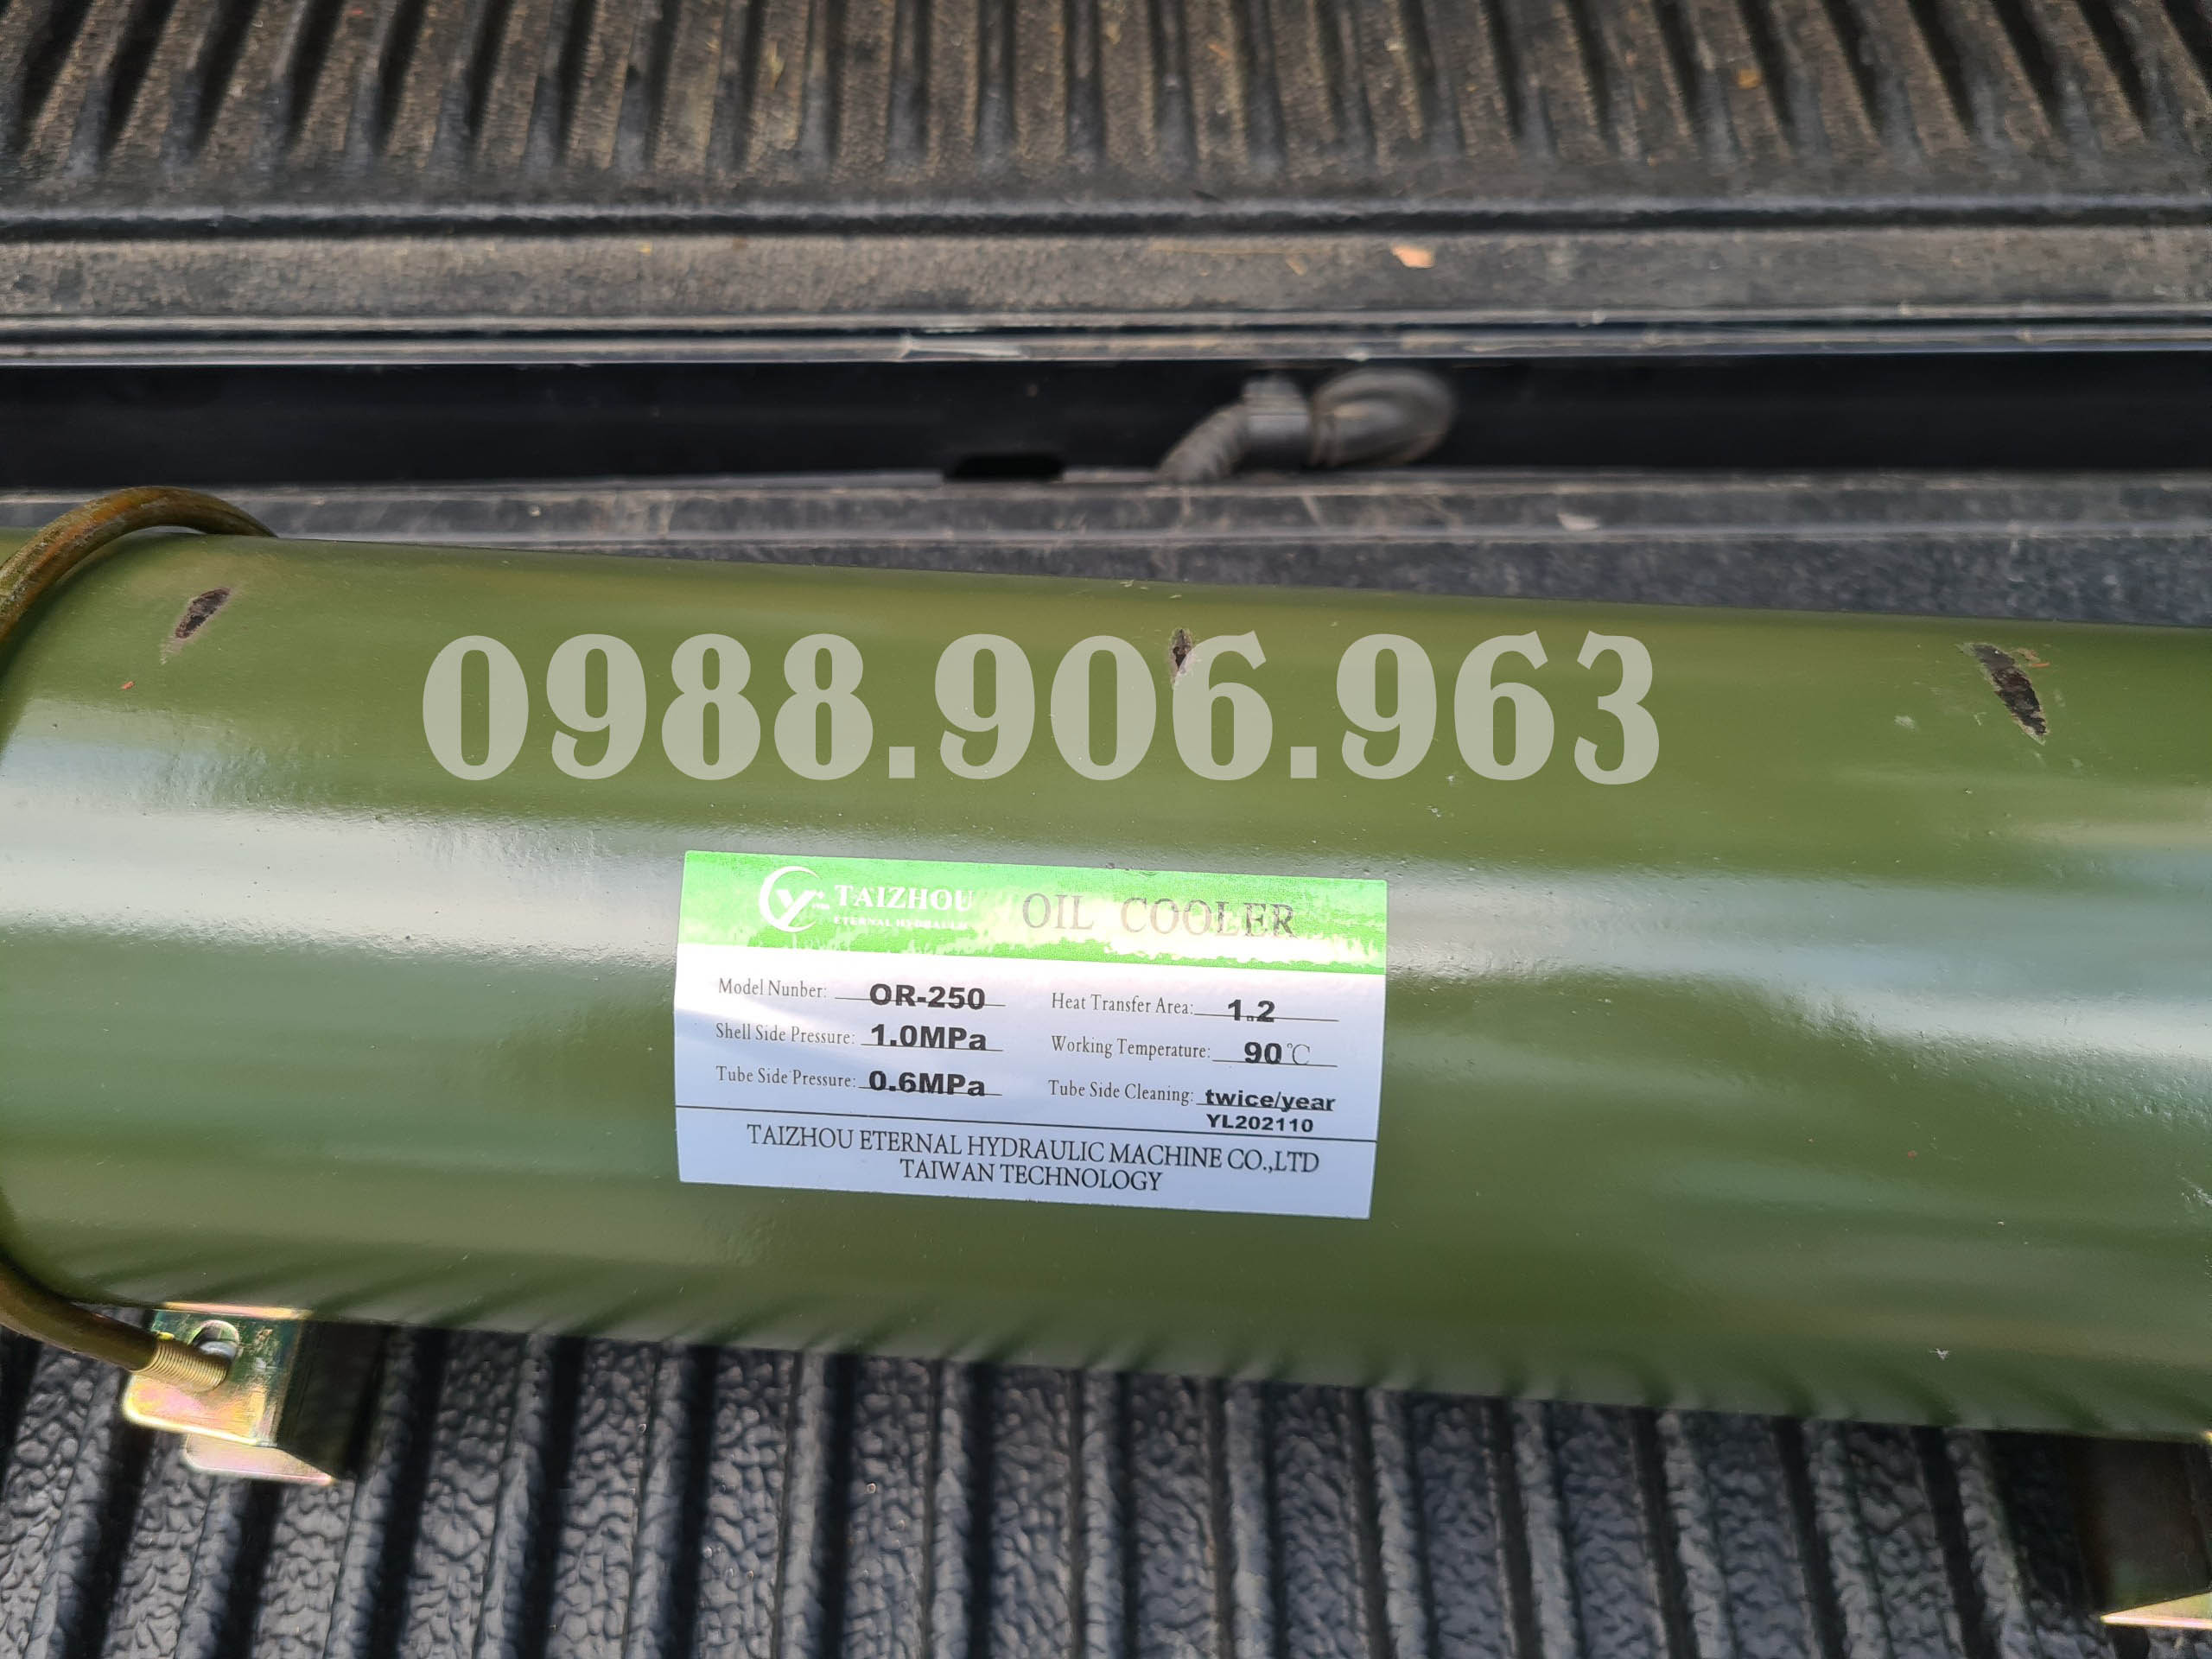 0988.906.963
TAIZHOU OIL COOLER
ETERNAL HYDRAULIC
Model Nunber: OR-250 Heat Transfer Area: 1.2
Shell Side Pressure: 1.0MPa Working Temperature: 90℃
Tube Side Pressure: 0.6MPa Tube Side Cleaning: twice/year
YL202110
TAIZHOU ETERNAL HYDRAULIC MACHINE CO.,LTD
TAIWAN TECHNOLOGY